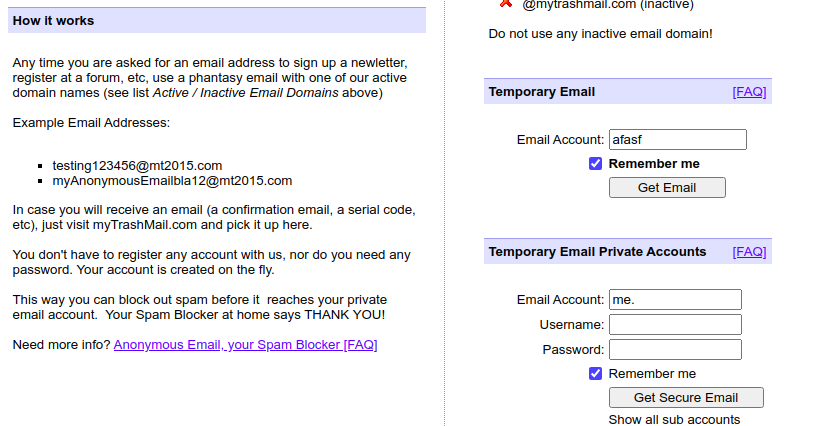 How it works
Any time you are asked for an email address to sign up a newletter,
register at a forum, etc, use a phantasy email with one of our active
domain names (see list Active / Inactive Email Domains above)
Example Email Addresses:
testing123456@mt2015.com
myAnonymousEmailbla12@mt2015.com
In case you will receive an email (a confirmation email, a serial code,
etc), just visit myTrashMail.com and pick it up here.
You don't have to register any account with us, nor do you need any
password. Your account is created on the fly.
This way you can block out spam before it  reaches your private
email account.  Your Spam Blocker at home says THANK YOU!
Need more info? Anonymous Email, your Spam Blocker [FAQ]
@mytrashmail.com (inactive)
Do not use any inactive email domain!
Temporary Email [FAQ]
Email Account: afasf
Remember me
Get Email
Temporary Email Private Accounts [FAQ]
Email Account: me.
Username:
Password:
Remember me
Get Secure Email
Show all sub accounts